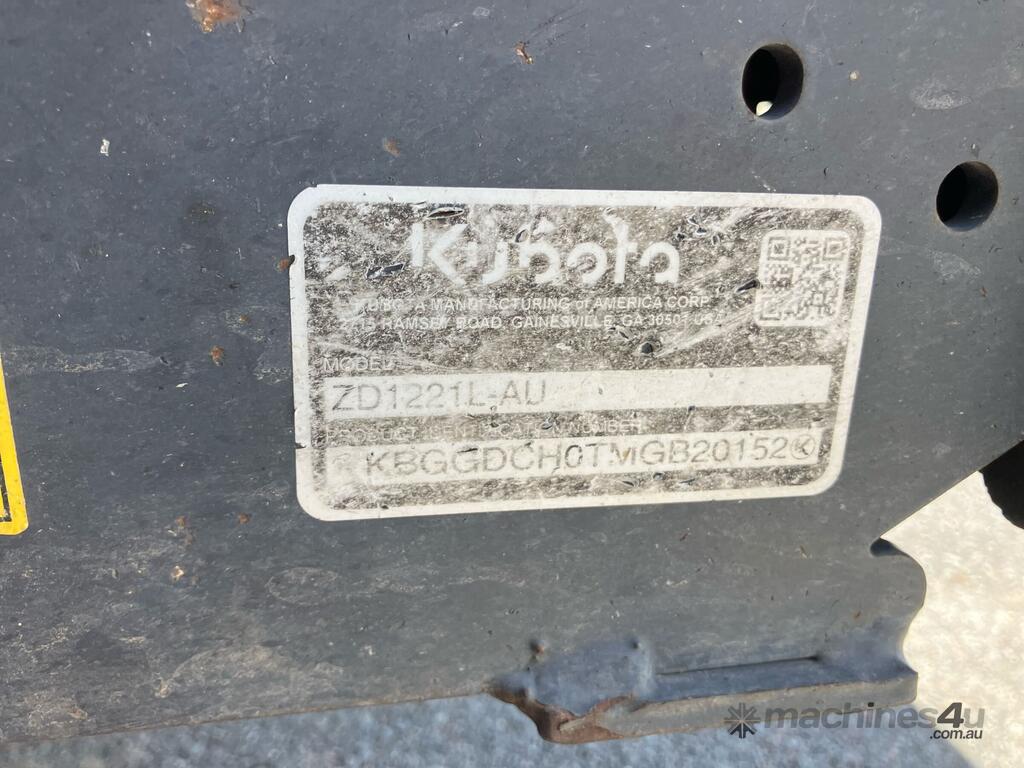 Kubota
KUBOTA MANUFACTURING of AMERICA CORP.
2715 RAMSEY ROAD, GAINESVILLE, GA 30501 USA
MODEL
ZD1221L-AU
PRODUCT IDENTIFICATION NUMBER
KBGGDCH0TMGB20152
machines4u
.com.au